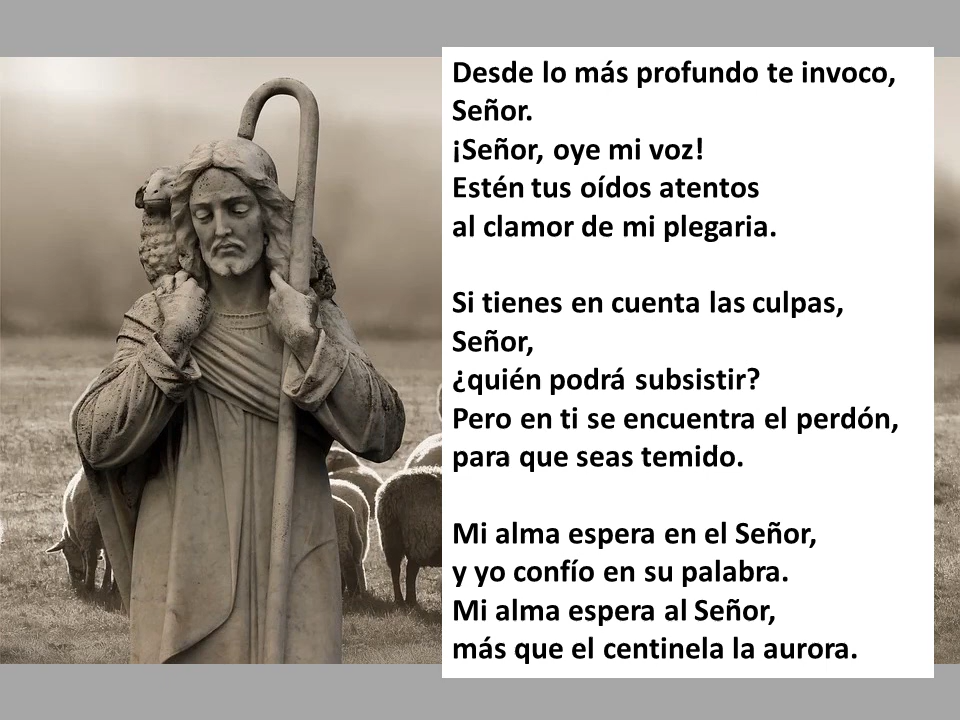 Desde lo más profundo te invoco,
Señor.
¡Señor, oye mi voz!
Estén tus oídos atentos
al clamor de mi plegaria.

Si tienes en cuenta las culpas,
Señor,
¿quién podrá subsistir?
Pero en ti se encuentra el perdón,
para que seas temido.

Mi alma espera en el Señor,
y yo confío en su palabra.
Mi alma espera al Señor,
más que el centinela la aurora.